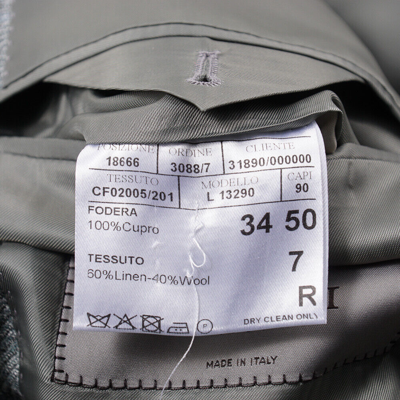 POSIZIONE ORDINE CLIENTE
18666 3088/7 31890/000000
TESSUTO MODELLO CAPI
CF02005/201 L 13290 90
FODERA
100%Cupro
34 50
TESSUTO
60%Linen-40%Wool
7
R
DRY CLEAN ONLY
MADE IN ITALY